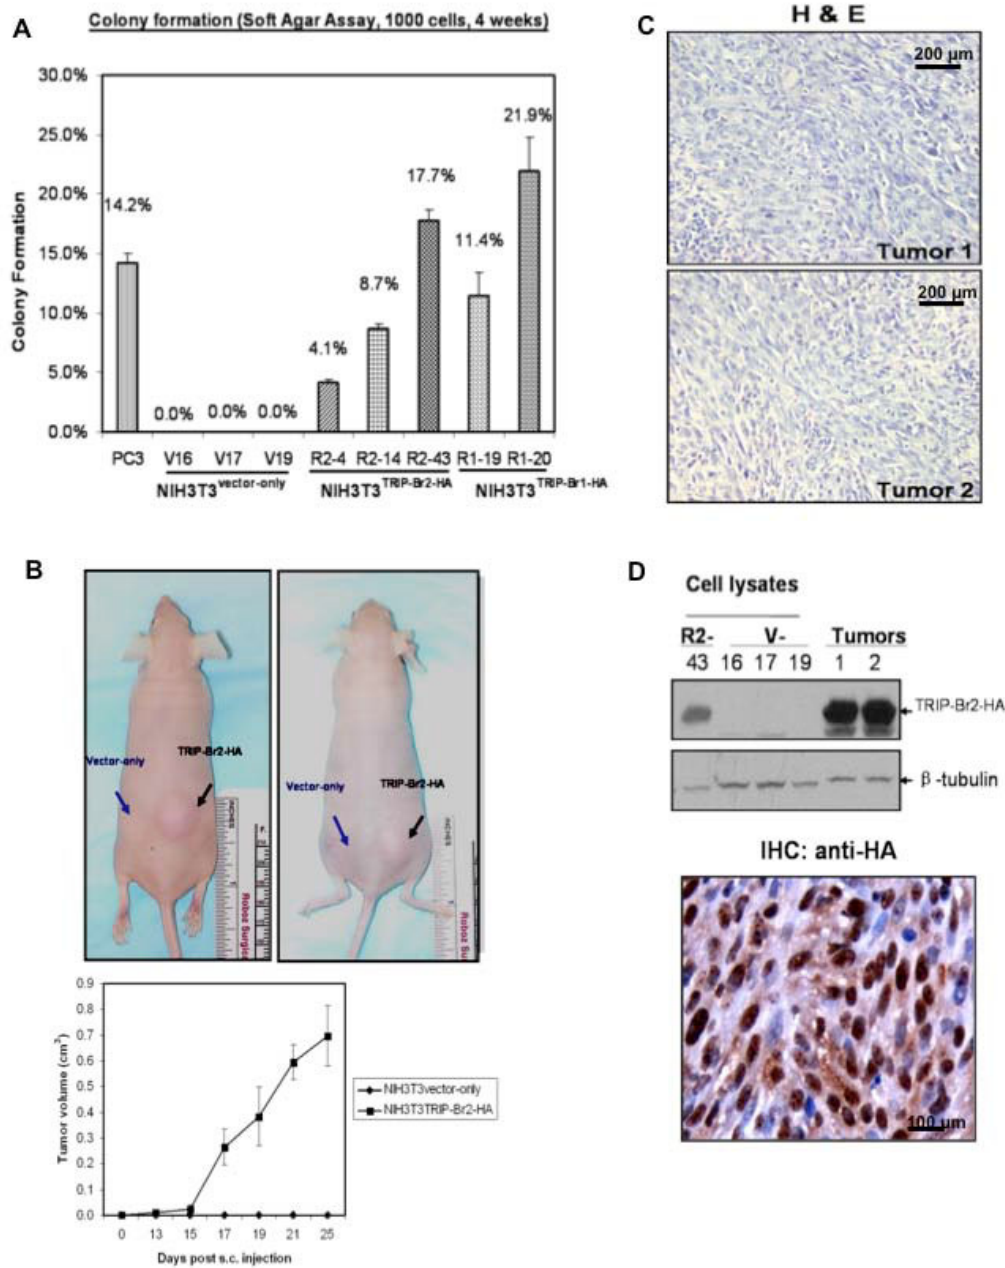 A
Colony formation (Soft Agar Assay, 1000 cells, 4 weeks)
Colony Formation
30.0%
25.0%
20.0%
15.0%
10.0%
5.0%
0.0%
14.2%
0.0%
0.0%
0.0%
4.1%
8.7%
17.7%
11.4%
21.9%
PC3 V16 V17 V19 R2-4 R2-14 R2-43 R1-19 R1-20
NIH3T3vector-only NIH3T3TRIP-Br2-HA NIH3T3TRIP-Br1-HA
C
H & E
200 µm
Tumor 1
200 µm
Tumor 2
B
Vector-only
TRIP-Br2-HA
INCHES
Roboz Surgic
Vector-only
TRIP-Br2-HA
INCHES
Roboz Su
Tumor volume (cm3)
0.9
0.8
0.7
0.6
0.5
0.4
0.3
0.2
0.1
0.0
0 13 15 17 19 21 25
Days post s.c. injection
NIH3T3vector-only
NIH3T3TRIP-Br2-HA
D
Cell lysates
R2- V- Tumors
43 16 17 19 1 2
TRIP-Br2-HA
β-tubulin
IHC: anti-HA
100 µm